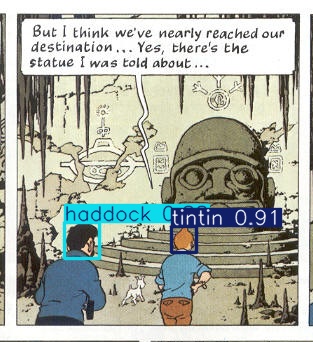 But I think we've nearly reached our
destination... Yes, there's the
statue I was told about...
haddock
tintin 0.91